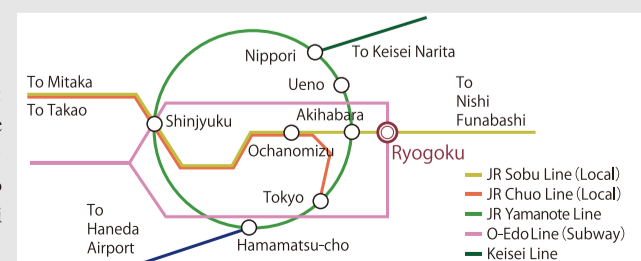 Nippori
To Keisei Narita
Ueno
To Mitaka
To Takao
To
Nishi
Funabashi
Akihabara
Shinjyuku
Ochanomizu
Ryogoku
Tokyo
To
Haneda
Airport
Hamamatsu-cho
JR Sobu Line (Local)
JR Chuo Line (Local)
JR Yamanote Line
O-Edo Line (Subway)
Keisei Line